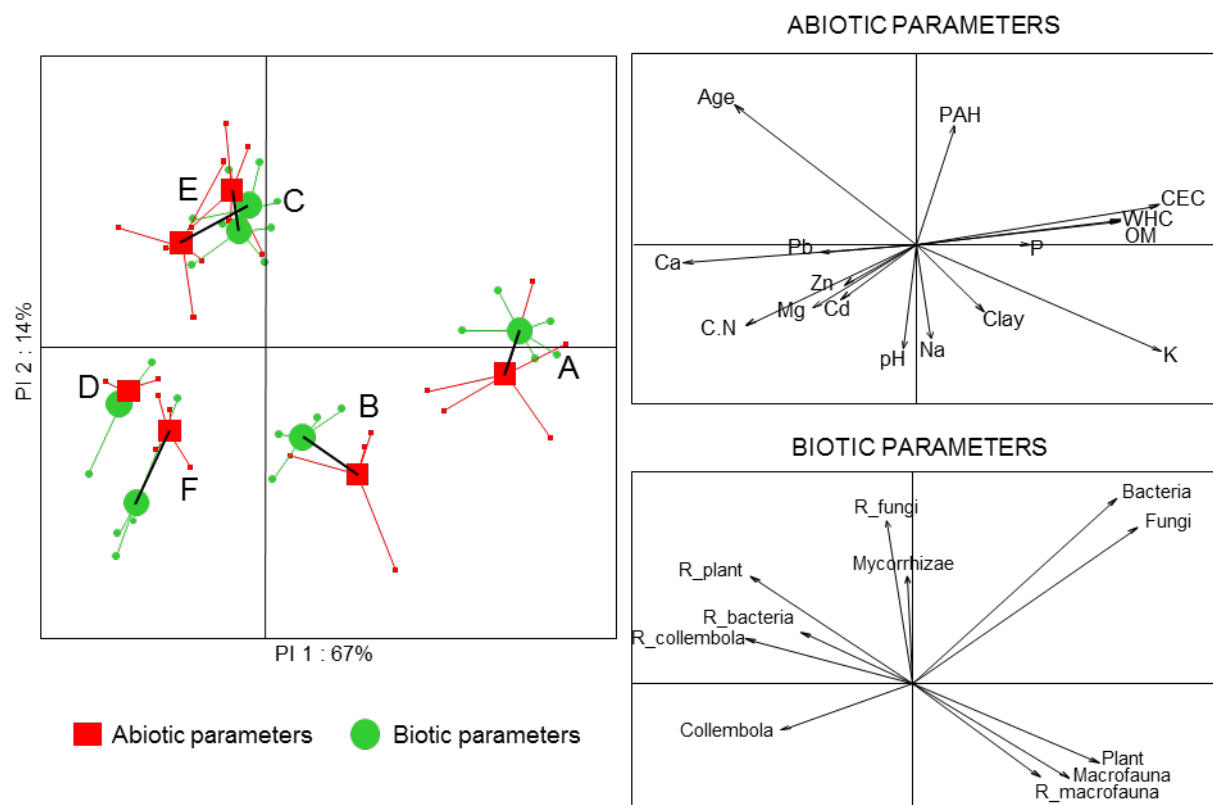 ABIOTIC PARAMETERS
E
C
A
D
B
F
PI 2 : 14%
PI 1 : 67%
Abiotic parameters
Biotic parameters
Age
PAH
CEC
WHC
OM
P
Pb
Ca
Zn
Mg
Cd
C.N
Clay
Na
pH
K
BIOTIC PARAMETERS
Bacteria
R_fungi
Fungi
Mycorrhizae
R_plant
R_bacteria
R_collembola
Collembola
Plant
Macrofauna
R_macrofauna